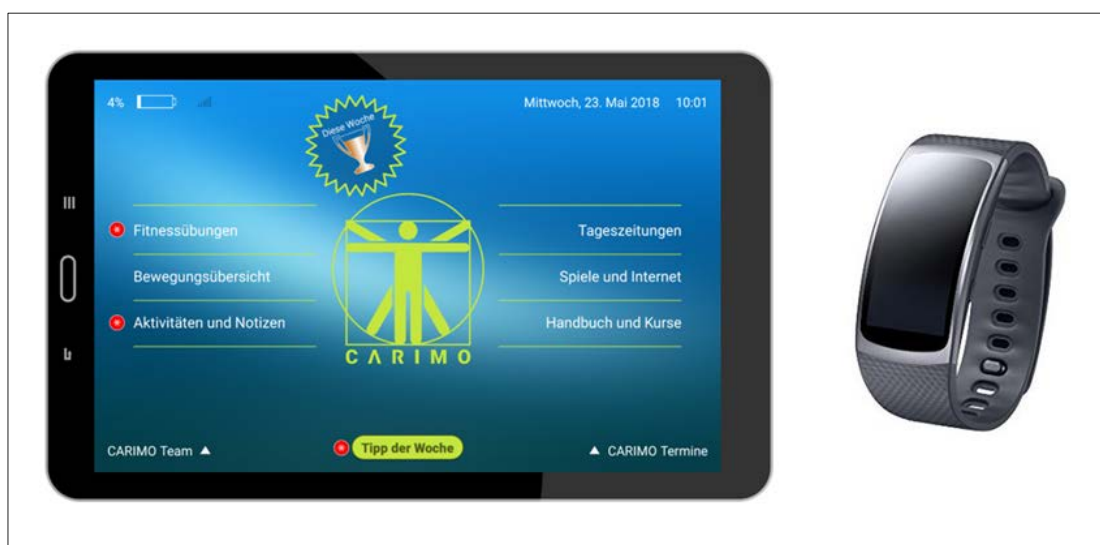 4%
Mittwoch, 23. Mai 2018 10:01
Diese Woche
Fitnessübungen
Bewegungsübersicht
Aktivitäten und Notizen
Tageszeitungen
Spiele und Internet
Handbuch und Kurse
CARIMO
CARIMO Team
Tipp der Woche
CARIMO Termine